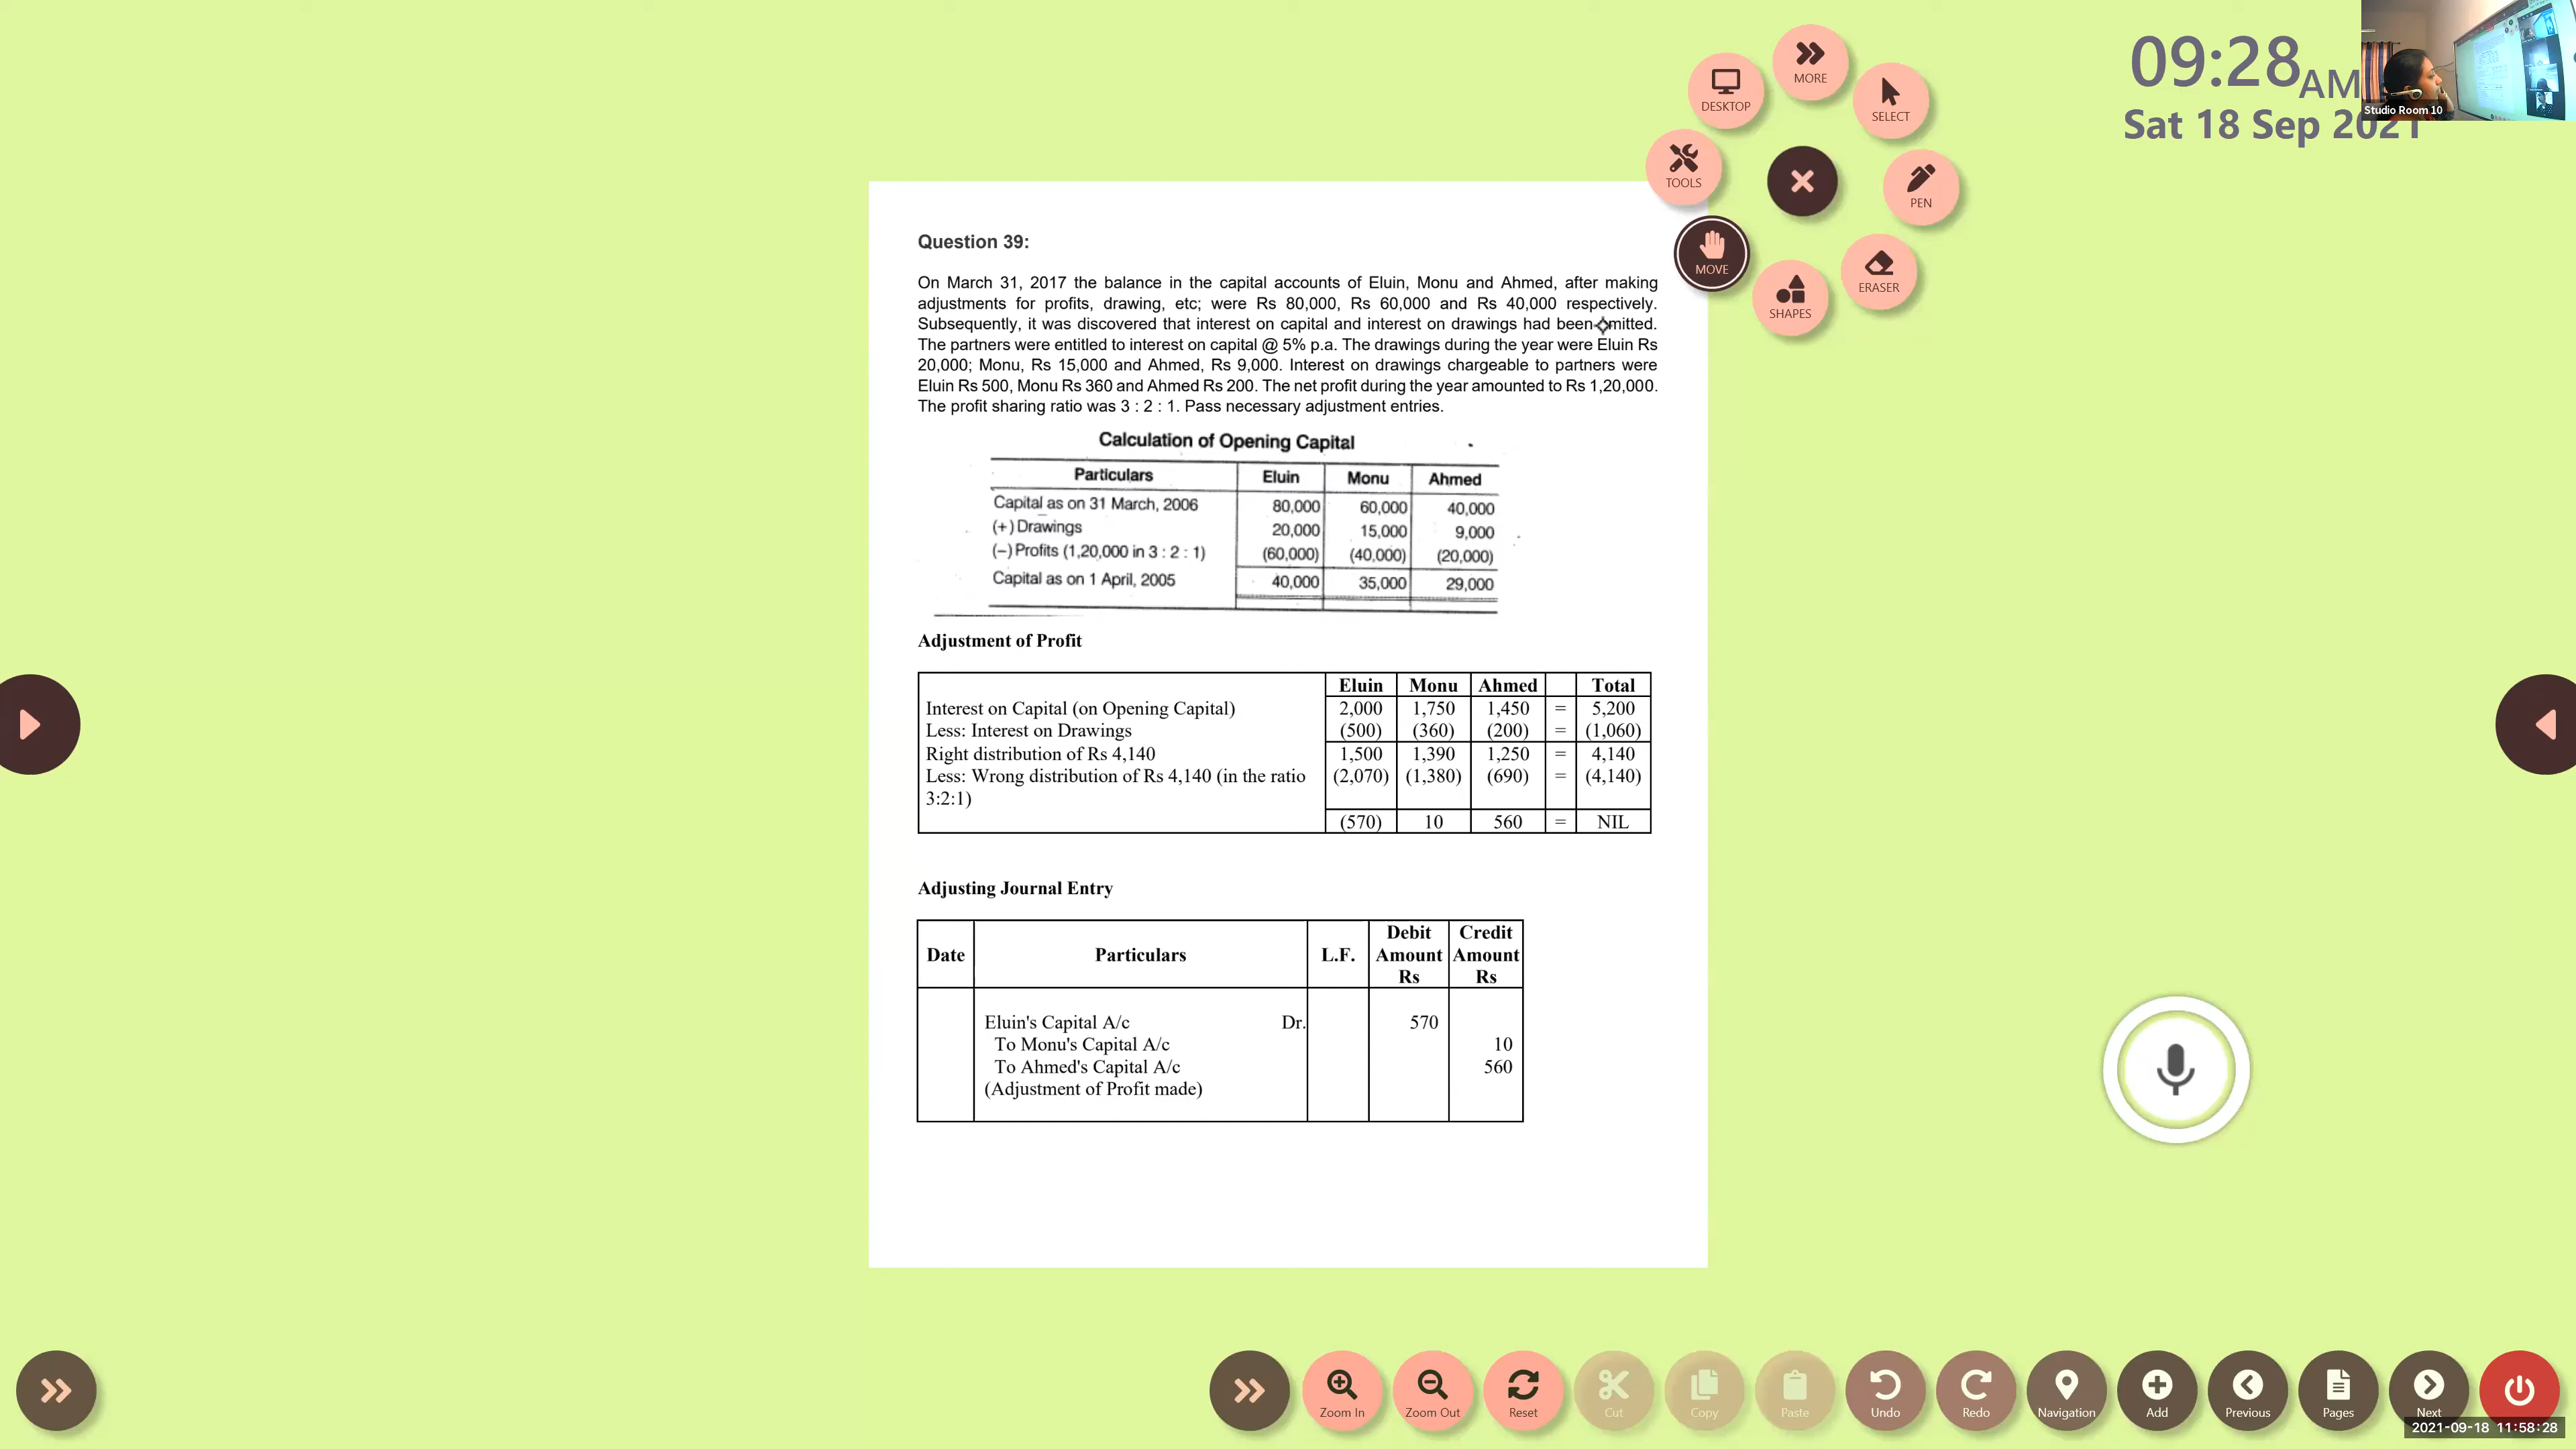 09:28 AM
Sat 18 Sep 2021
Studio Room 10
MORE
DESKTOP
SELECT
TOOLS
PEN
MOVE
ERASER
SHAPES
Question 39:
On March 31, 2017 the balance in the capital accounts of Eluin, Monu and Ahmed, after making
adjustments for profits, drawing, etc; were Rs 80,000, Rs 60,000 and Rs 40,000 respectively.
Subsequently, it was discovered that interest on capital and interest on drawings had been omitted.
The partners were entitled to interest on capital @ 5% p.a. The drawings during the year were Eluin Rs
20,000; Monu, Rs 15,000 and Ahmed, Rs 9,000. Interest on drawings chargeable to partners were
Eluin Rs 500, Monu Rs 360 and Ahmed Rs 200. The net profit during the year amounted to Rs 1,20,000.
The profit sharing ratio was 3 : 2 : 1. Pass necessary adjustment entries.
Calculation of Opening Capital
Particulars Eluin Monu Ahmed
Capital as on 31 March, 2006 80,000 60,000 40,000
(+) Drawings 20,000 15,000 9,000
(–) Profits (1,20,000 in 3 : 2 : 1) (60,000) (40,000) (20,000)
Capital as on 1 April, 2005 40,000 35,000 29,000
Adjustment of Profit
Eluin Monu Ahmed Total
Interest on Capital (on Opening Capital) 2,000 1,750 1,450 = 5,200
Less: Interest on Drawings (500) (360) (200) = (1,060)
Right distribution of Rs 4,140 1,500 1,390 1,250 = 4,140
Less: Wrong distribution of Rs 4,140 (in the ratio (2,070) (1,380) (690) = (4,140)
3:2:1)
(570) 10 560 = NIL
Adjusting Journal Entry
Date Particulars L.F. Debit Amount Rs Credit Amount Rs
Eluin's Capital A/c Dr. 570
To Monu's Capital A/c 10
To Ahmed's Capital A/c 560
(Adjustment of Profit made)
Zoom In Zoom Out Reset Cut Copy Paste Undo Redo Navigation Add Previous Pages Next
2021-09-18 11:58:28